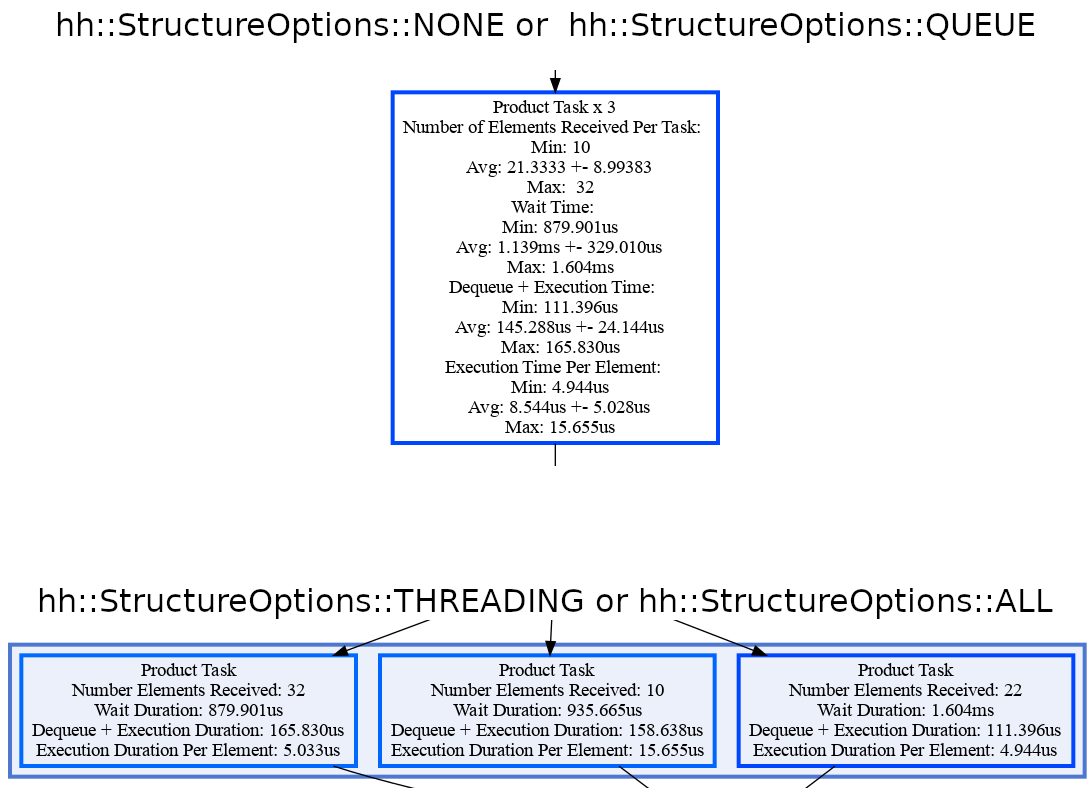 hh::StructureOptions::NONE or  hh::StructureOptions::QUEUE
Product Task x 3
Number of Elements Received Per Task:
Min: 10
Avg: 21.3333 +- 8.99383
Max:  32
Wait Time:
Min: 879.901us
Avg: 1.139ms +- 329.010us
Max: 1.604ms
Dequeue + Execution Time:
Min: 111.396us
Avg: 145.288us +- 24.144us
Max: 165.830us
Execution Time Per Element:
Min: 4.944us
Avg: 8.544us +- 5.028us
Max: 15.655us
hh::StructureOptions::THREADING or hh::StructureOptions::ALL
Product Task
Number Elements Received: 32
Wait Duration: 879.901us
Dequeue + Execution Duration: 165.830us
Execution Duration Per Element: 5.033us
Product Task
Number Elements Received: 10
Wait Duration: 935.665us
Dequeue + Execution Duration: 158.638us
Execution Duration Per Element: 15.655us
Product Task
Number Elements Received: 22
Wait Duration: 1.604ms
Dequeue + Execution Duration: 111.396us
Execution Duration Per Element: 4.944us